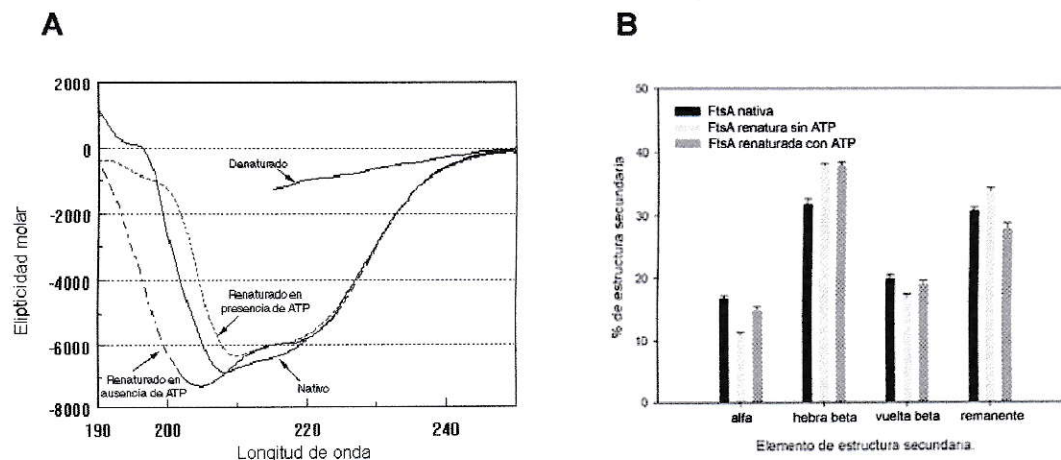 A
2000
0
-2000
-4000
-6000
-8000
190
200
220
240
Elipticidad molar
Longitud de onda
Denaturado
Renaturado en
presencia de ATP
Renaturado en
ausencia de ATP
Nativo
B
50
40
30
20
10
0
% de estructura secundaria
FtsA nativa
FtsA renatura sin ATP
FtsA renaturada con ATP
alfa
hebra beta
vuelta beta
remanente
Elemento de estructura secundaria.